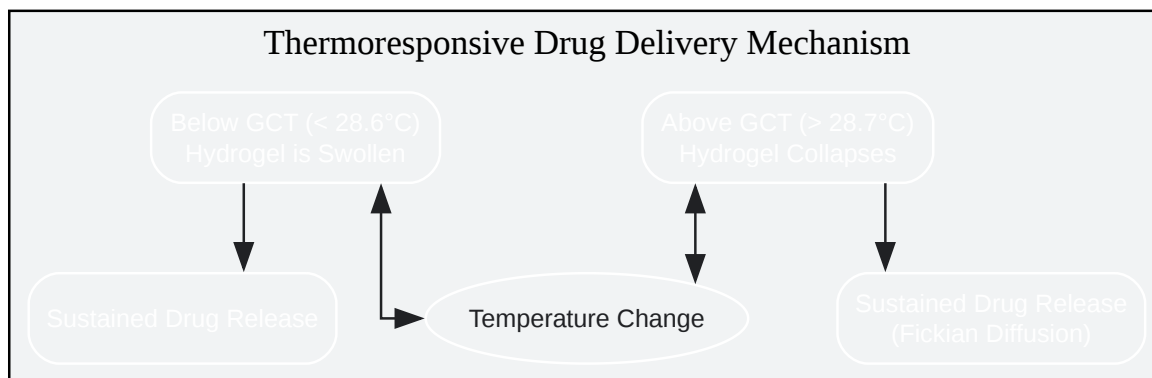 Thermoresponsive Drug Delivery Mechanism
Below GCT (< 28.6°C)
Hydrogel is Swollen
Above GCT (> 28.7°C)
Hydrogel Collapses
Sustained Drug Release
Temperature Change
Sustained Drug Release
(Fickian Diffusion)